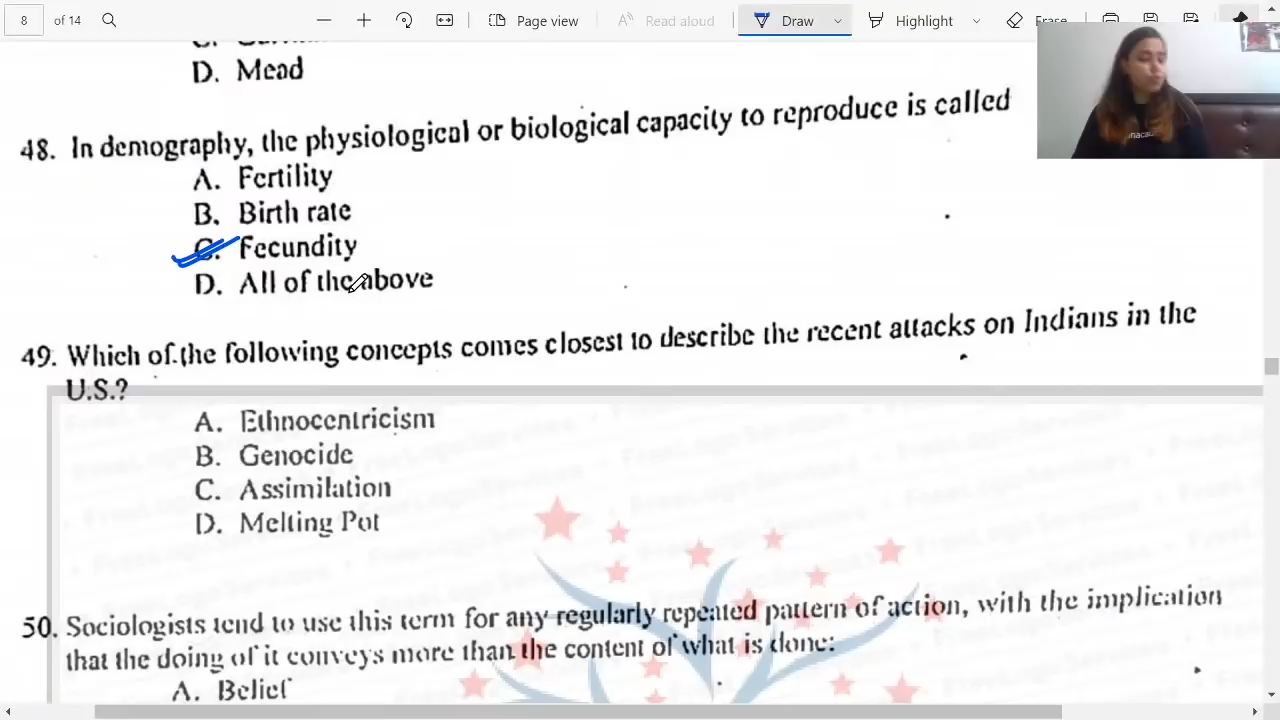 8 of 14 Page view Read aloud Draw Highlight Erase
D. Mead
48. In demography, the physiological or biological capacity to reproduce is called
A. Fertility
B. Birth rate
C. Fecundity
D. All of the above
49. Which of the following concepts comes closest to describe the recent attacks on Indians in the
U.S.?
A. Ethnocentricism
B. Genocide
C. Assimilation
D. Melting Pot
50. Sociologists tend to use this term for any regularly repeated pattern of action, with the implication
that the doing of it conveys more than the content of what is done:
A. Belief